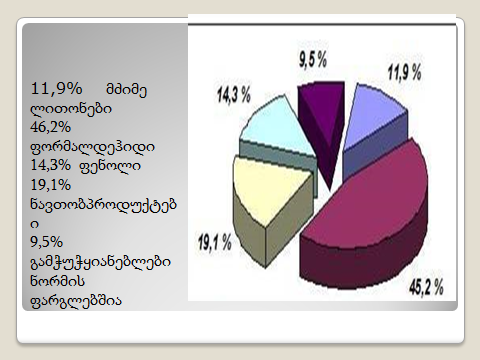 11,9% მძიმე
ლითონები
46,2%
ფორმალდეჰიდი
14,3% ფენოლი
19,1%
ნავთობპროდუქტებ
ი
9,5%
გამჭუჭყიანებლები
ნორმის
ფარგლებშია
9,5 %
11,9 %
14,3 %
19,1 %
45,2 %